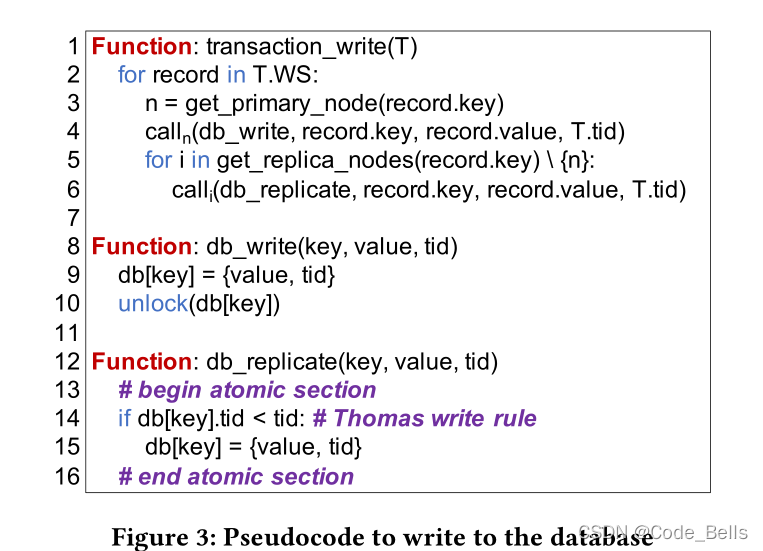 1 Function: transaction_write(T)
2 for record in T.WS:
3 n = get_primary_node(record.key)
4 calln(db_write, record.key, record.value, T.tid)
5 for i in get_replica_nodes(record.key) \ {n}:
6 calli(db_replicate, record.key, record.value, T.tid)
7
8 Function: db_write(key, value, tid)
9 db[key] = {value, tid}
10 unlock(db[key])
11
12 Function: db_replicate(key, value, tid)
13 # begin atomic section
14 if db[key].tid < tid: # Thomas write rule
15 db[key] = {value, tid}
16 # end atomic section
Figure 3: Pseudocode to write to the database
CSDN @Code_Bells